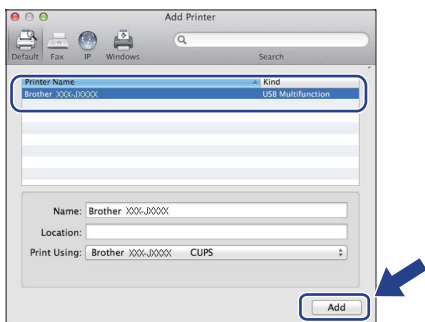 Add Printer
Default Fax IP Windows Search
Printer Name Kind
Brother XXX-JXXXX USB Multifunction
Name: Brother XXX-JXXXX
Location:
Print Using: Brother XXX-JXXXX CUPS
Add